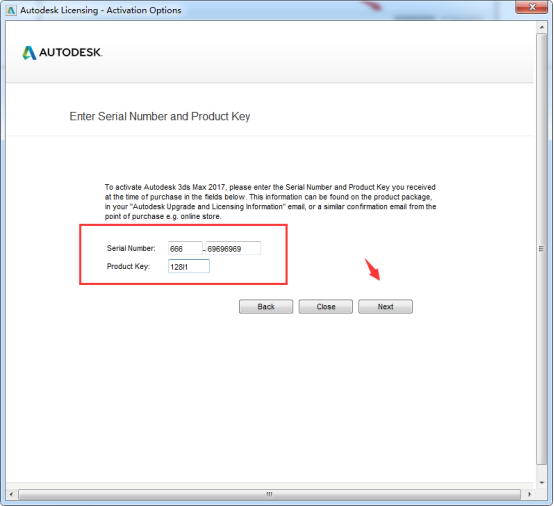 Autodesk Licensing - Activation Options
AUTODESK.
Enter Serial Number and Product Key
To activate Autodesk 3ds Max 2017, please enter the Serial Number and Product Key you received
at the time of purchase in the fields below. This information can be found on the product package,
in your "Autodesk Upgrade and Licensing Information" email, or a similar confirmation email from the
point of purchase e.g. online store.
Serial Number: 666 - 69696969
Product Key: 128I1
Back Close Next